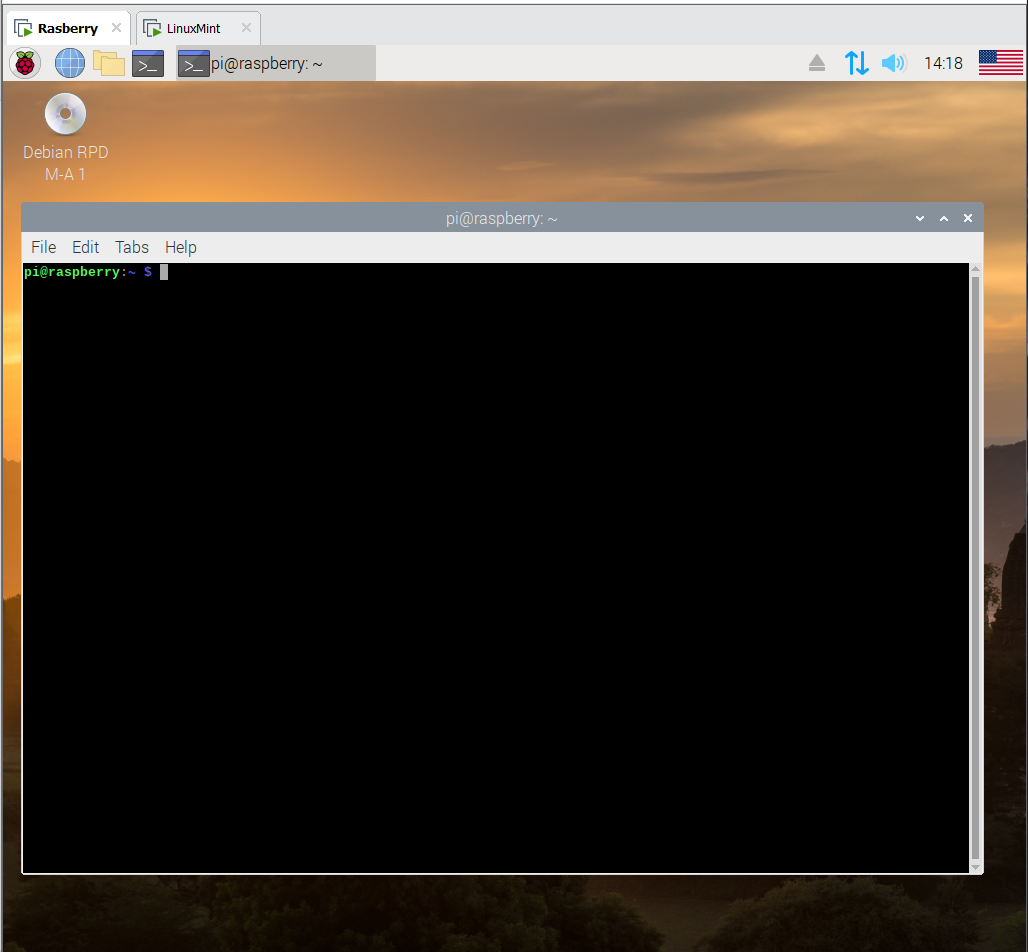 Rasberry
LinuxMint
pi@raspberry: ~
14:18
Debian RPD
M-A 1
pi@raspberry: ~
File Edit Tabs Help
pi@raspberry:~ $